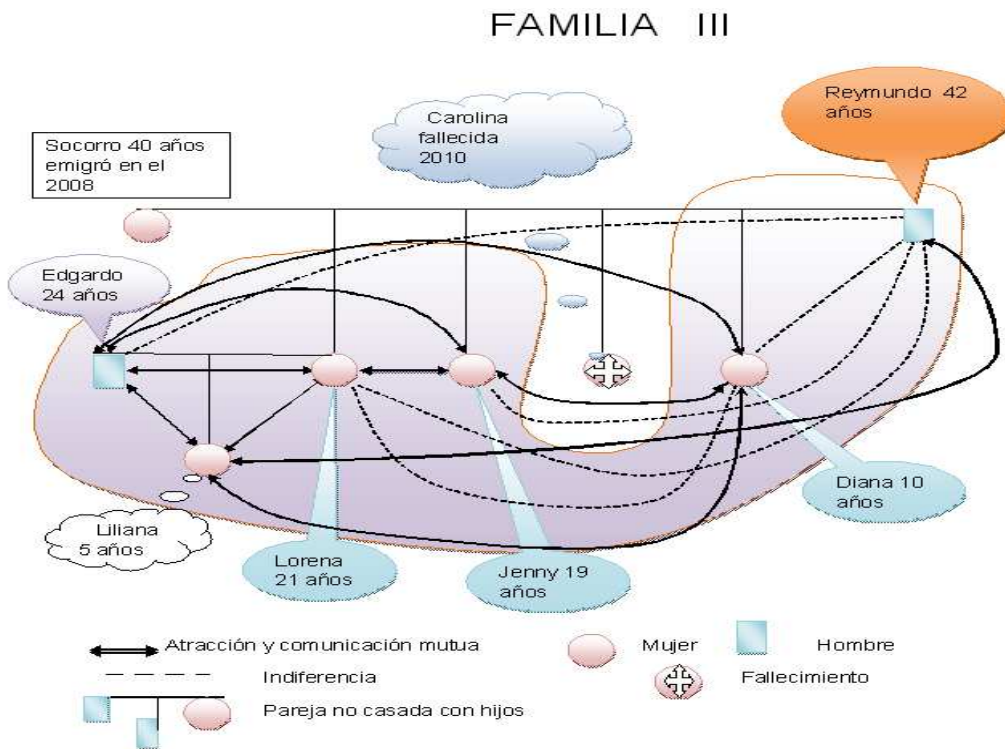 FAMILIA III
Reymundo 42
años
Carolina
fallecida
2010
Socorro 40 años
emigró en el
2008
Edgardo
24 años
Diana 10
años
Liliana
5 años
Lorena
21 años
Jenny 19
años
Atracción y comunicación mutua
Mujer
Hombre
Indiferencia
Fallecimiento
Pareja no casada con hijos